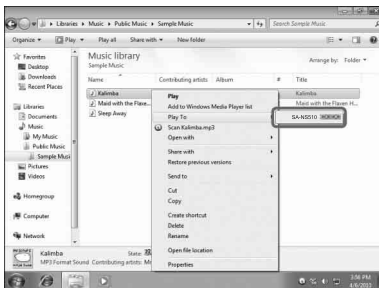 Libraries ▸ Music ▸ Public Music ▸ Sample Music
Search Sample Music
Organize Play Play all Share with New folder
Favorites
Desktop
Downloads
Recent Places
Libraries
Documents
Music
My Music
Public Music
Sample Musi
Pictures
Videos
Homegroup
Computer
Network
Music library
Sample Music
Arrange by: Folder
Name Contributing artists Album # Title
Kalimba
Maid with the Flaxe...
Sleep Away
Kalimba
Maid with the Flaxen H...
SA-NS510
Play
Add to Windows Media Player list
Play To
Scan Kalimba.mp3
Open with
Share with
Restore previous versions
Send to
Cut
Copy
Create shortcut
Delete
Rename
Open file location
Properties
Kalimba State:
MP3 Format Sound Contributing artists: M
3:56 PM